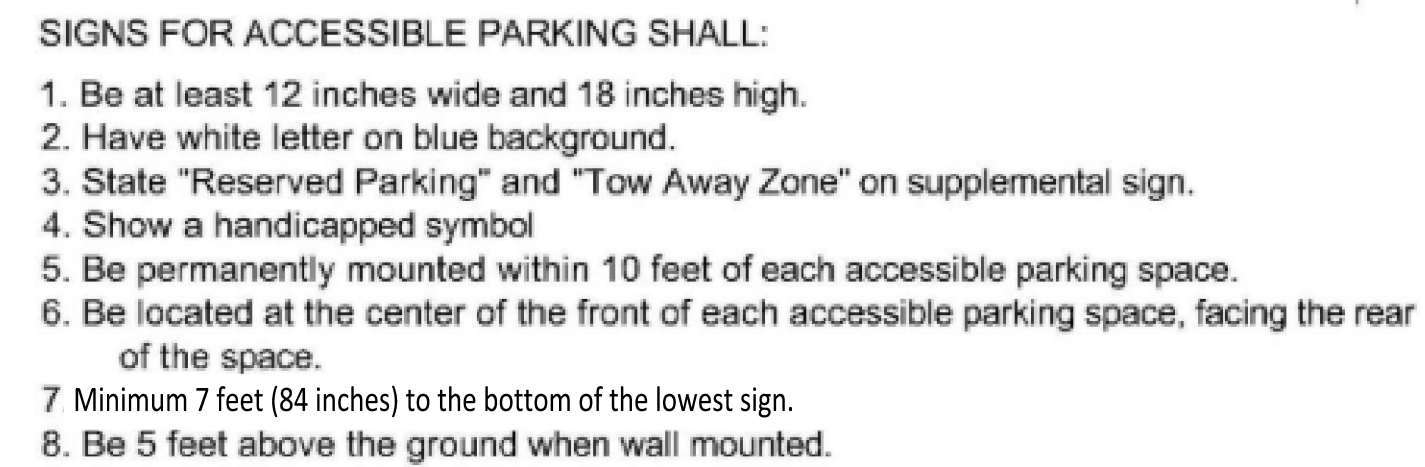 SIGNS FOR ACCESSIBLE PARKING SHALL:
1. Be at least 12 inches wide and 18 inches high.
2. Have white letter on blue background.
3. State "Reserved Parking" and "Tow Away Zone" on supplemental sign.
4. Show a handicapped symbol
5. Be permanently mounted within 10 feet of each accessible parking space.
6. Be located at the center of the front of each accessible parking space, facing the rear
of the space.
7 Minimum 7 feet (84 inches) to the bottom of the lowest sign.
8. Be 5 feet above the ground when wall mounted.